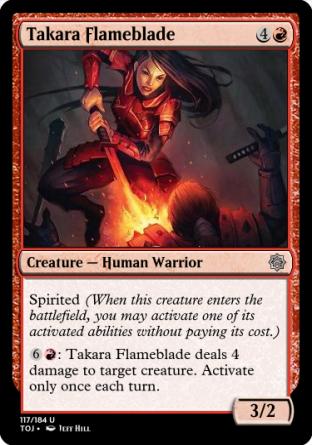 Takara Flameblade 4
Creature — Human Warrior
Spirited (When this creature enters the
battlefield, you may activate one of its
activated abilities without paying its cost.)
6 : Takara Flameblade deals 4
damage to target creature. Activate
only once each turn.
3/2
117/184 U
TOJ • Jeff Hill